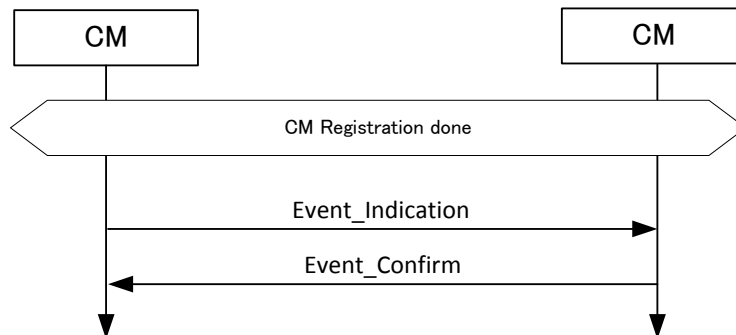 CM
CM
CM Registration done
Event_Indication
Event_Confirm